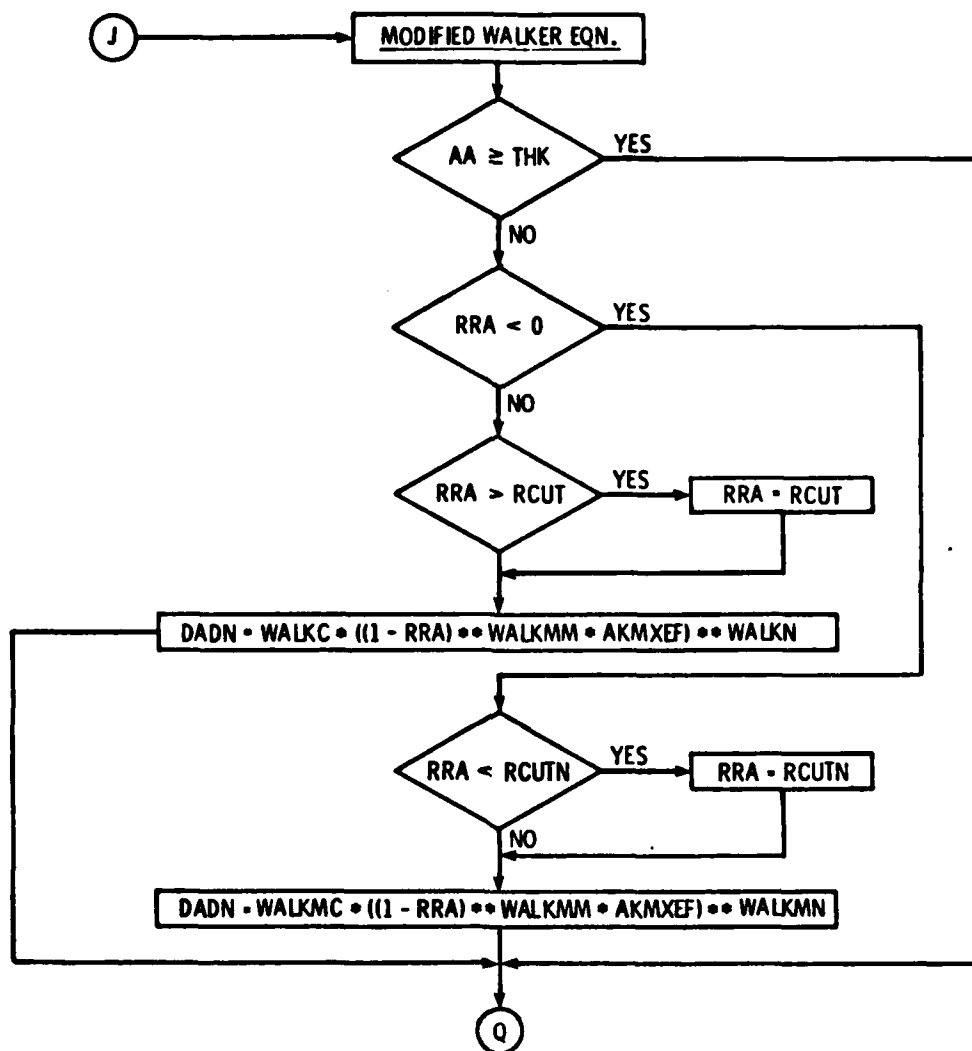 J
MODIFIED WALKER EQN.
AA ≥ THK
YES
NO
RRA < 0
YES
NO
RRA > RCUT
YES
RRA = RCUT
DADN = WALKC * ((1 - RRA) ** WALKMM * AKMXEF) ** WALKN
RRA < RCUTN
YES
RRA = RCUTN
NO
DADN = WALKMC * ((1 - RRA) ** WALKMM * AKMXEF) ** WALKMN
Q